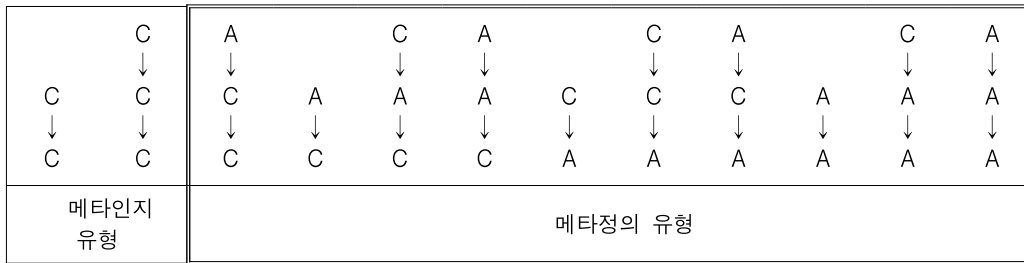 C A C A C A C A
↓ ↓ ↓ ↓ ↓ ↓ ↓ ↓
C C C A A A C C C A A A
↓ ↓ ↓ ↓ ↓ ↓ ↓ ↓ ↓ ↓ ↓ ↓
C C C C C C A A A A A A
메타인지
유형
메타정의 유형